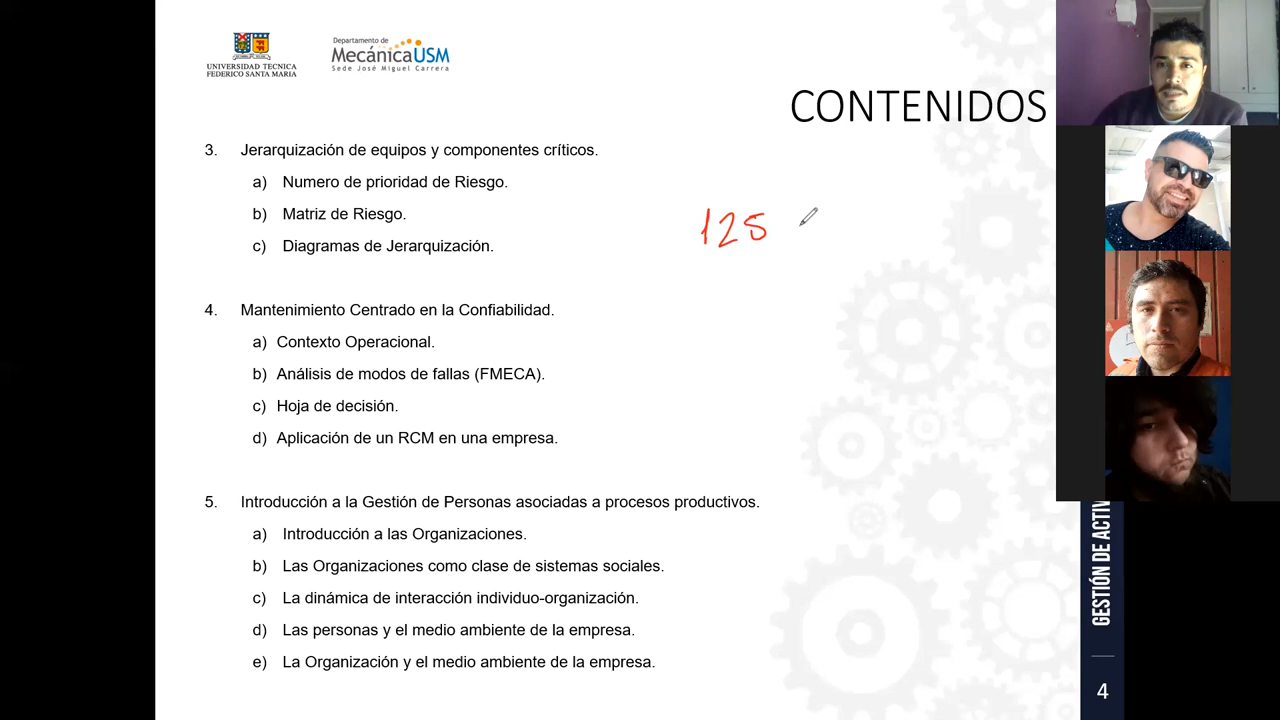 UNIVERSIDAD TECNICA
FEDERICO SANTA MARIA
Departamento de
MecánicaUSM
Sede José Miguel Carrera
CONTENIDOS
3. Jerarquización de equipos y componentes críticos.
a) Numero de prioridad de Riesgo.
b) Matriz de Riesgo.
c) Diagramas de Jerarquización.
125
4. Mantenimiento Centrado en la Confiabilidad.
a) Contexto Operacional.
b) Análisis de modos de fallas (FMECA).
c) Hoja de decisión.
d) Aplicación de un RCM en una empresa.
5. Introducción a la Gestión de Personas asociadas a procesos productivos.
a) Introducción a las Organizaciones.
b) Las Organizaciones como clase de sistemas sociales.
c) La dinámica de interacción individuo-organización.
d) Las personas y el medio ambiente de la empresa.
e) La Organización y el medio ambiente de la empresa.
GESTIÓN DE ACTIV
4